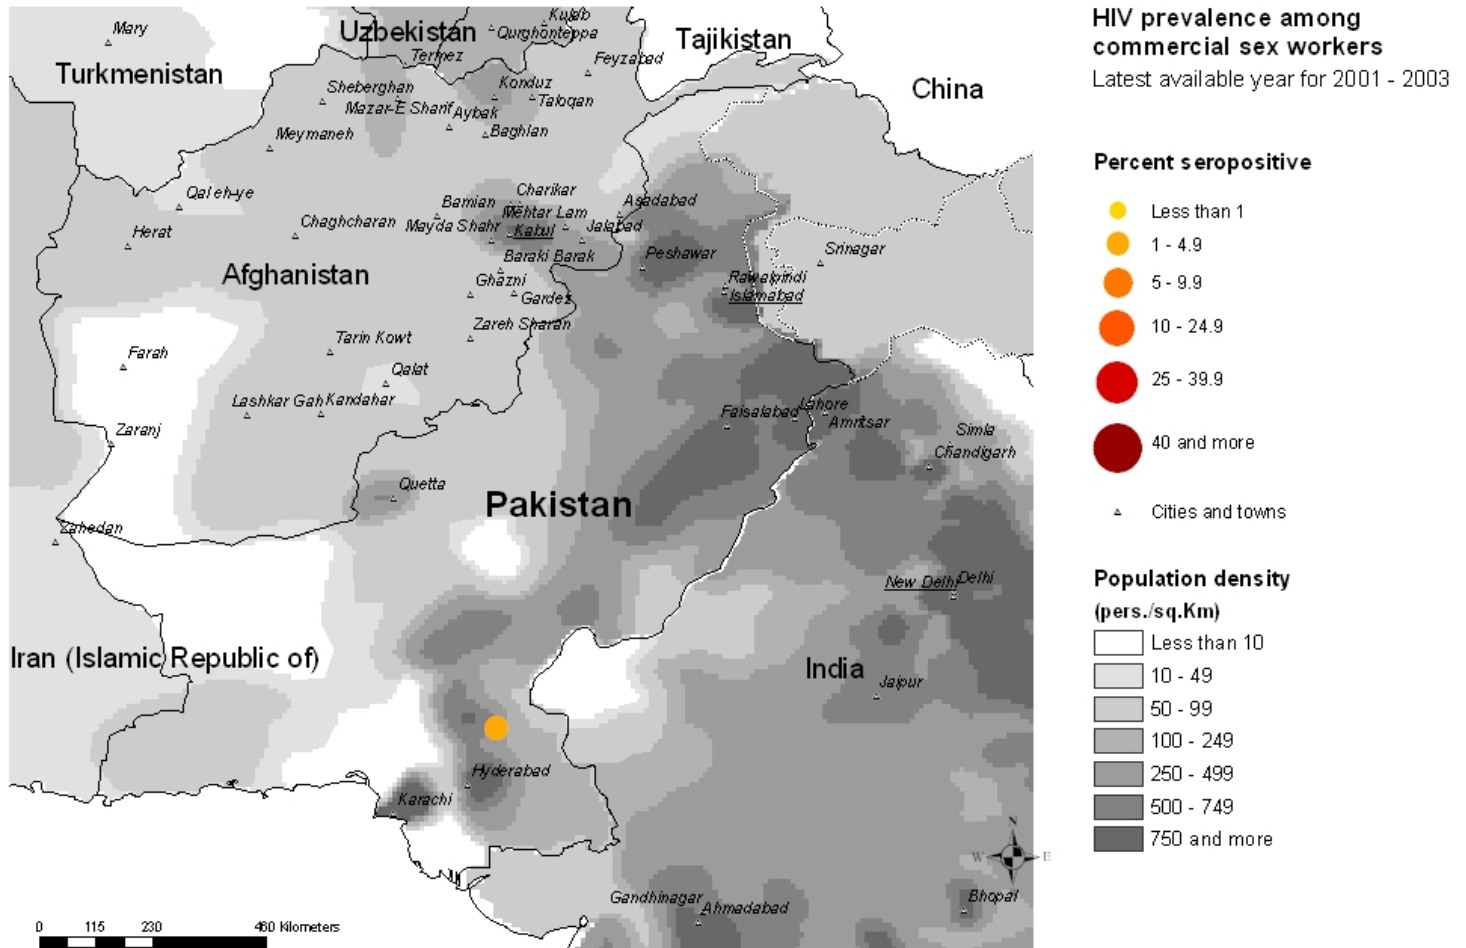 HIV prevalence among
commercial sex workers
Latest available year for 2001 - 2003
Percent seropositive
Less than 1
1 - 4.9
5 - 9.9
10 - 24.9
25 - 39.9
40 and more
Cities and towns
Population density
(pers./sq.Km)
Less than 10
10 - 49
50 - 99
100 - 249
250 - 499
500 - 749
750 and more
Mary
Uzbekistan
Kulob
Qurghonteppa
Tajikistan
Termez
Feyzabad
Turkmenistan
China
Sheberghan
Konduz
Mazar-E Sharif
Taloqan
Aybak
Meymaneh
Baghlan
Qaleh-ye
Charikar
Bamian
Asadabad
Mehtar Lam
Herat
Chaghcharan
Mayda Shahr
Kabul
Jalabad
Srinagar
Baraki Barak
Peshawar
Afghanistan
Ghazni
Rawalpindi
Gardez
Islamabad
Zareh Sharan
Tarin Kowt
Farah
Qalat
Lashkar Gah
Kandahar
Faisalabad
Lahore
Amritsar
Zaranj
Simla
Chandigarh
Quetta
Pakistan
Zahedan
New Delhi
Delhi
Iran (Islamic Republic of)
India
Jaipur
Hyderabad
Karachi
N
W
E
Gandhinagar
Ahmadabad
Bhopal
0 115 230 460 Kilometers